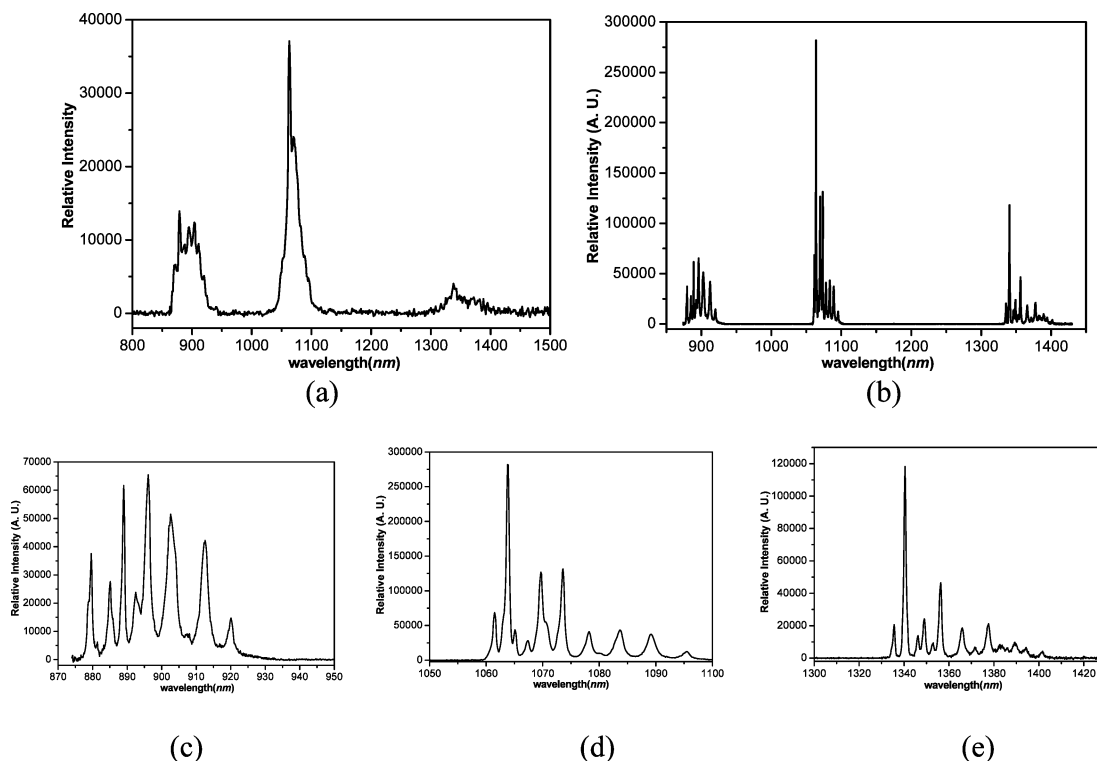 40000
30000
20000
10000
0
Relative Intensity
800 900 1000 1100 1200 1300 1400 1500
wavelength(nm)
(a)
300000
250000
200000
150000
100000
50000
0
Relative Intensity (A. U.)
900 1000 1100 1200 1300 1400
wavelength(nm)
(b)
70000
60000
50000
40000
30000
20000
10000
0
Relative Intensity (A. U.)
870 880 890 900 910 920 930 940 950
wavelength(nm)
(c)
300000
250000
200000
150000
100000
50000
0
Relative Intensity (A. U.)
1050 1060 1070 1080 1090 1100
wavelength(nm)
(d)
120000
100000
80000
60000
40000
20000
0
Relative Intensity (A. U.)
1300 1320 1340 1360 1380 1400 1420
wavelength(nm)
(e)